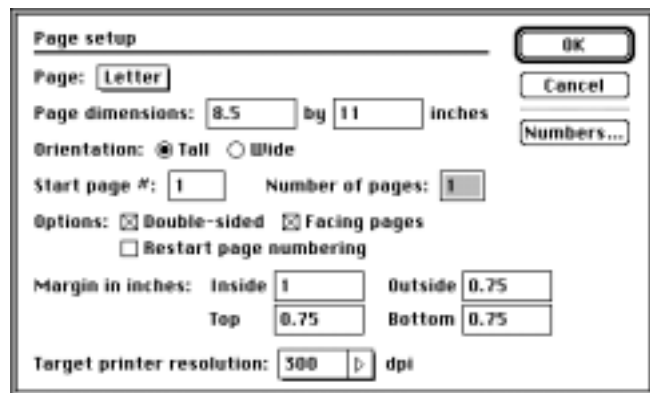 Page setup
OK
Page: Letter
Cancel
Page dimensions: 8.5 by 11 inches
Numbers...
Orientation: Tall Wide
Start page #: 1 Number of pages: 1
Options: Double-sided Facing pages
Restart page numbering
Margin in inches: Inside 1 Outside 0.75
Top 0.75 Bottom 0.75
Target printer resolution: 300 dpi